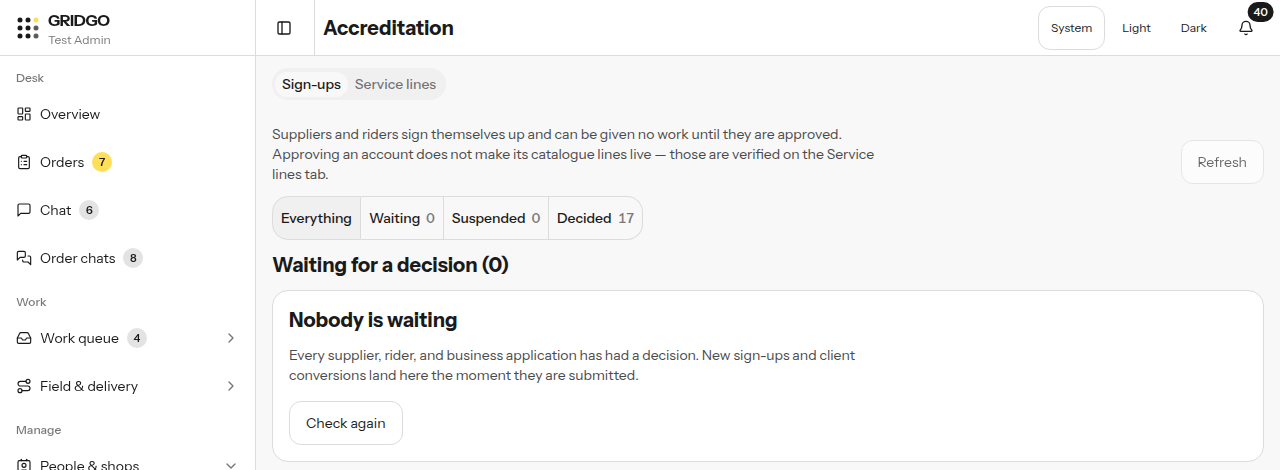 GRIDGO
Test Admin
Accreditation
System
Light
Dark
40
Desk
Overview
Orders 7
Chat 6
Order chats 8
Work
Work queue 4
Field & delivery
Manage
People & shops
Sign-ups
Service lines
Suppliers and riders sign themselves up and can be given no work until they are approved.
Approving an account does not make its catalogue lines live — those are verified on the Service
lines tab.
Refresh
Everything
Waiting 0
Suspended 0
Decided 17
Waiting for a decision (0)
Nobody is waiting
Every supplier, rider, and business application has had a decision. New sign-ups and client
conversions land here the moment they are submitted.
Check again